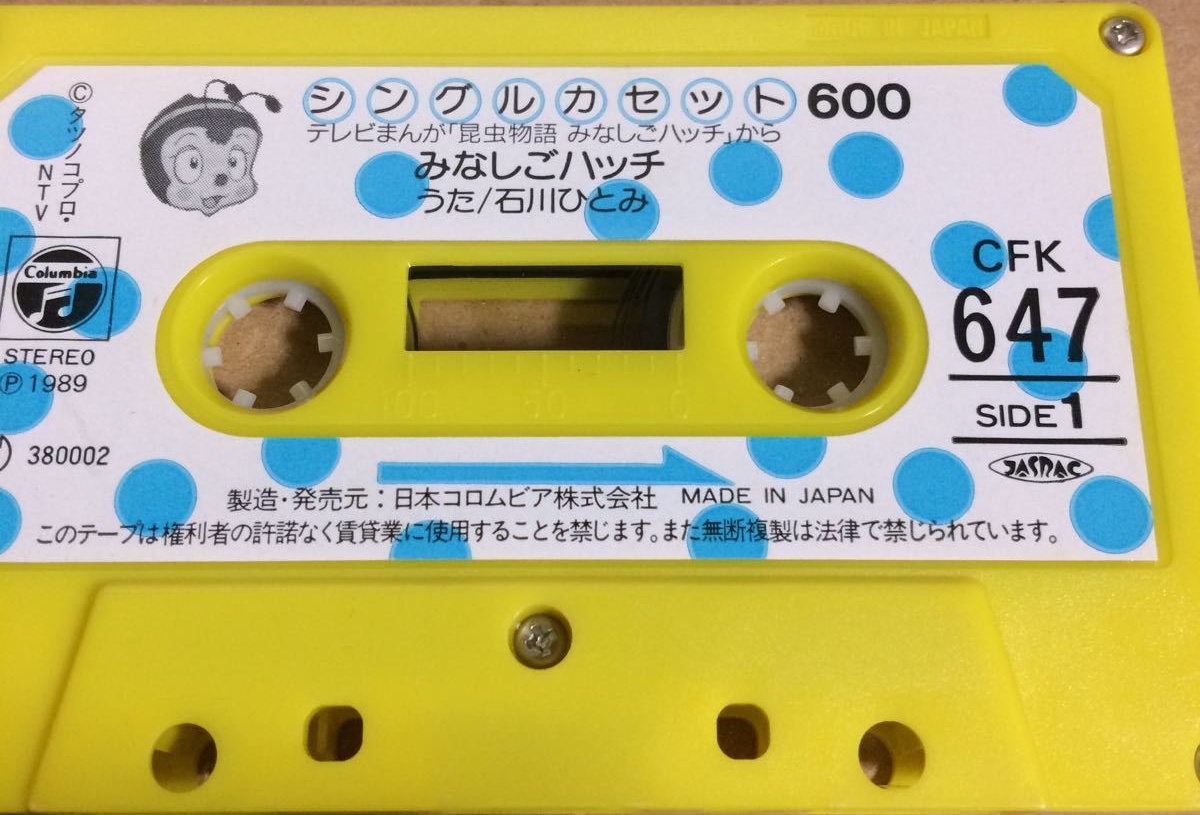 シングルカセット600
テレビまんが「昆虫物語 みなしごハッチ」から
みなしごハッチ
うた/石川ひとみ
Ⓒタツノコプロ・
NTV
Columbia
STEREO
Ⓟ1989
380002
CFK
647
SIDE 1
JASRAC
100 50 0
製造・発売元：日本コロムビア株式会社 MADE IN JAPAN
このテープは権利者の許諾なく賃貸業に使用することを禁じます。また無断複製は法律で禁じられています。